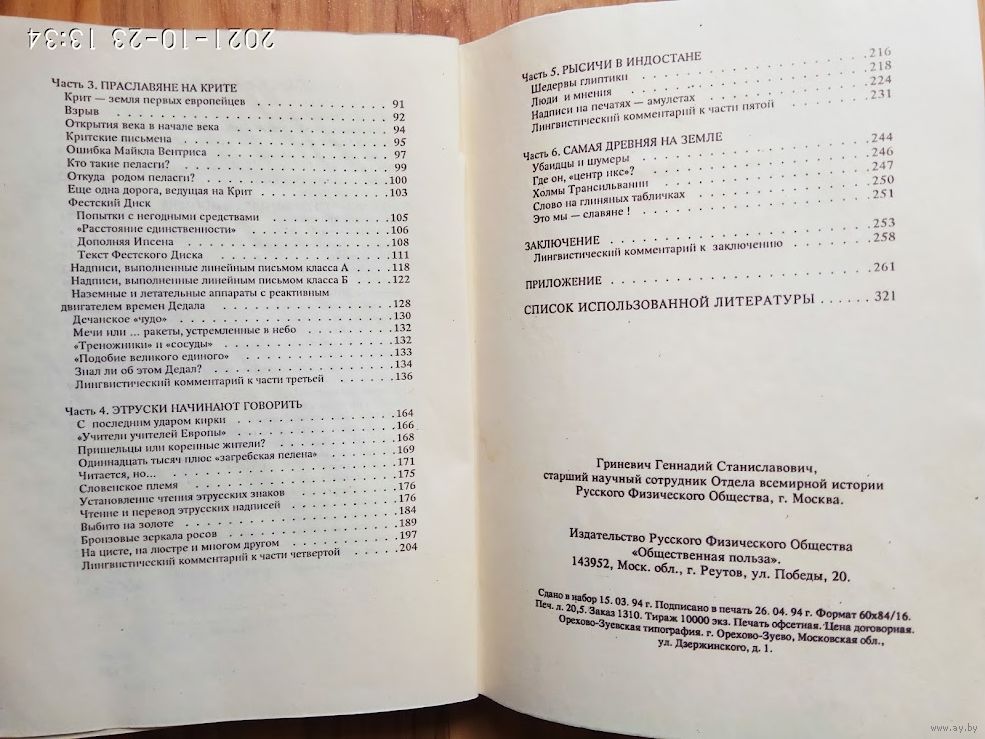 2021-10-23 13:34
Часть 3. ПРАСЛАВЯНЕ НА КРИТЕ
Крит — земля первых европейцев . . . . . . . . . . . 91
Взрыв . . . . . . . . . . . . . . . . . . . . . 92
Открытия века в начале века . . . . . . . . . . . . 94
Критские письмена . . . . . . . . . . . . . . . . 95
Ошибка Майкла Вентриса . . . . . . . . . . . . . . 97
Кто такие пеласги? . . . . . . . . . . . . . . . . 99
Откуда родом пеласги? . . . . . . . . . . . . . . .100
Еще одна дорога, ведущая на Крит . . . . . . . . . . .103
Фестский Диск
Попытки с негодными средствами . . . . . . . . . .105
«Расстояние единственности» . . . . . . . . . . . 106
Дополняя Ипсена . . . . . . . . . . . . . . . . 108
Текст Фестского Диска . . . . . . . . . . . . . 111
Надписи, выполненные линейным письмом класса А . . . .118
Надписи, выполненные линейным письмом класса Б . . . .122
Наземные и летательные аппараты с реактивным
двигателем времен Дедала . . . . . . . . . . . . . 128
Дечанское «чудо» . . . . . . . . . . . . . . . . 130
Мечи или ... ракеты, устремленные в небо . . . . . . . 132
«Треножники» и «сосуды» . . . . . . . . . . . . . .132
«Подобие великого единого» . . . . . . . . . . . . .133
Знал ли об этом Дедал? . . . . . . . . . . . . . . 134
Лингвистический комментарий к части третьей . . . . . 136
Часть 4. ЭТРУСКИ НАЧИНАЮТ ГОВОРИТЬ
С последним ударом кирки . . . . . . . . . . . . .164
«Учители учителей Европы» . . . . . . . . . . . . .166
Пришельцы или коренные жители? . . . . . . . . . . .168
Одиннадцать тысяч плюс «загребская пелена» . . . . . .169
Читается, но... . . . . . . . . . . . . . . . . . 171
Словенское племя . . . . . . . . . . . . . . . . 175
Установление чтения этрусских знаков . . . . . . . . .176
Чтение и перевод этрусских надписей . . . . . . . . .176
Выбито на золоте . . . . . . . . . . . . . . . . 184
Бронзовые зеркала росов . . . . . . . . . . . . . .189
На цисте, на люстре и многом другом . . . . . . . . .197
Лингвистический комментарий к части четвертой . . . . .204
Часть 5. РЫСИЧИ В ИНДОСТАНЕ
Шедевры глиптики . . . . . . . . . . . . . . . . 216
Люди и мнения . . . . . . . . . . . . . . . . . 218
Надписи на печатях — амулетах . . . . . . . . . . . 224
Лингвистический комментарий к части пятой . . . . . . 231
Часть 6. САМАЯ ДРЕВНЯЯ НА ЗЕМЛЕ
Убаидцы и шумеры . . . . . . . . . . . . . . . . 244
Где он, «центр икс»? . . . . . . . . . . . . . . . 246
Холмы Трансильвании . . . . . . . . . . . . . . . 247
Слово на глиняных табличках . . . . . . . . . . . . 250
Это мы — славяне ! . . . . . . . . . . . . . . . . 251
ЗАКЛЮЧЕНИЕ . . . . . . . . . . . . . . . . . . . 253
Лингвистический комментарий к заключению . . . . . . 258
ПРИЛОЖЕНИЕ . . . . . . . . . . . . . . . . . . . 261
СПИСОК ИСПОЛЬЗОВАННОЙ ЛИТЕРАТУРЫ . . . . . . 321
Гриневич Геннадий Станиславович,
старший научный сотрудник Отдела всемирной истории
Русского Физического Общества, г. Москва.
Издательство Русского Физического Общества
«Общественная польза».
143952, Моск. обл., г. Реутов, ул. Победы, 20.
Сдано в набор 15. 03. 94 г. Подписано в печать 26. 04. 94 г. Формат 60х84/16.
Печ. л. 20,5. Заказ 1310. Тираж 10000 экз. Печать офсетная. Цена договорная.
Орехово-Зуевская типография. г. Орехово-Зуево, Московская обл.,
ул. Дзержинского, д. 1.
www.ay.by